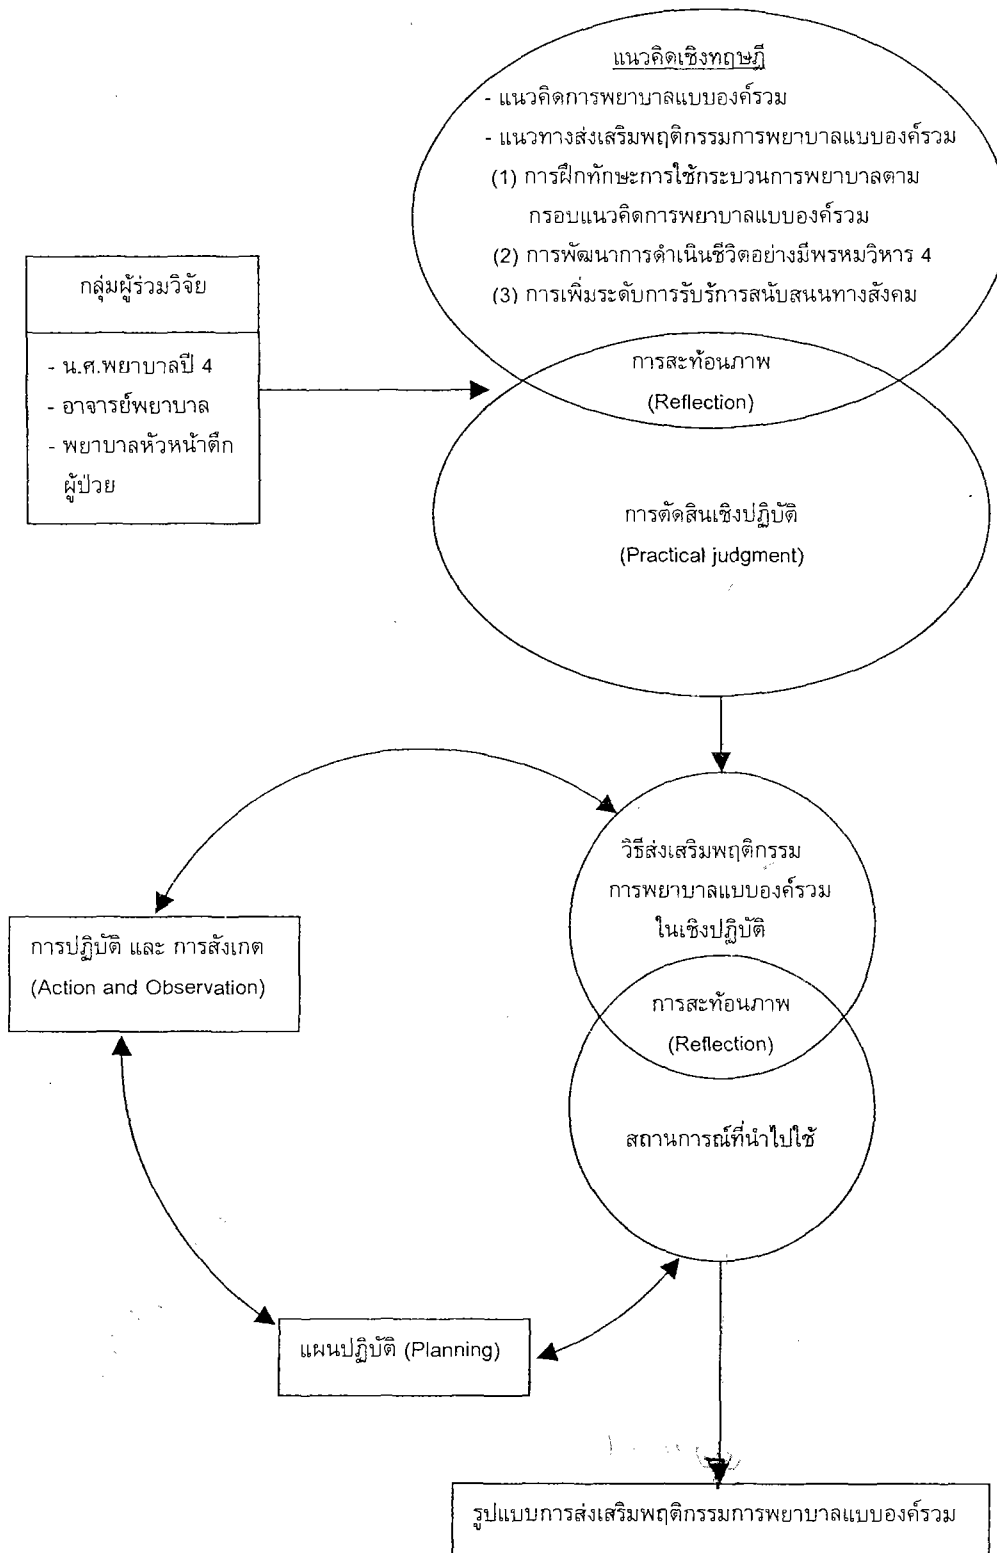 แนวคิดเชิงทฤษฎี
- แนวคิดการพยาบาลแบบองค์รวม
- แนวทางส่งเสริมพฤติกรรมการพยาบาลแบบองค์รวม
(1) การฝึกทักษะการใช้กระบวนการพยาบาลตาม
กรอบแนวคิดการพยาบาลแบบองค์รวม
(2) การพัฒนาการดำเนินชีวิตอย่างมีพรหมวิหาร 4
(3) การเพิ่มระดับการรับรู้การสนับสนุนทางสังคม
กลุ่มผู้ร่วมวิจัย
- น.ศ.พยาบาลปี 4
- อาจารย์พยาบาล
- พยาบาลหัวหน้าตึก
ผู้ป่วย
การสะท้อนภาพ
(Reflection)
การตัดสินเชิงปฏิบัติ
(Practical judgment)
วิธีส่งเสริมพฤติกรรม
การพยาบาลแบบองค์รวม
ในเชิงปฏิบัติ
การปฏิบัติ และ การสังเกต
(Action and Observation)
การสะท้อนภาพ
(Reflection)
สถานการณ์ที่นำไปใช้
แผนปฏิบัติ (Planning)
รูปแบบการส่งเสริมพฤติกรรมการพยาบาลแบบองค์รวม